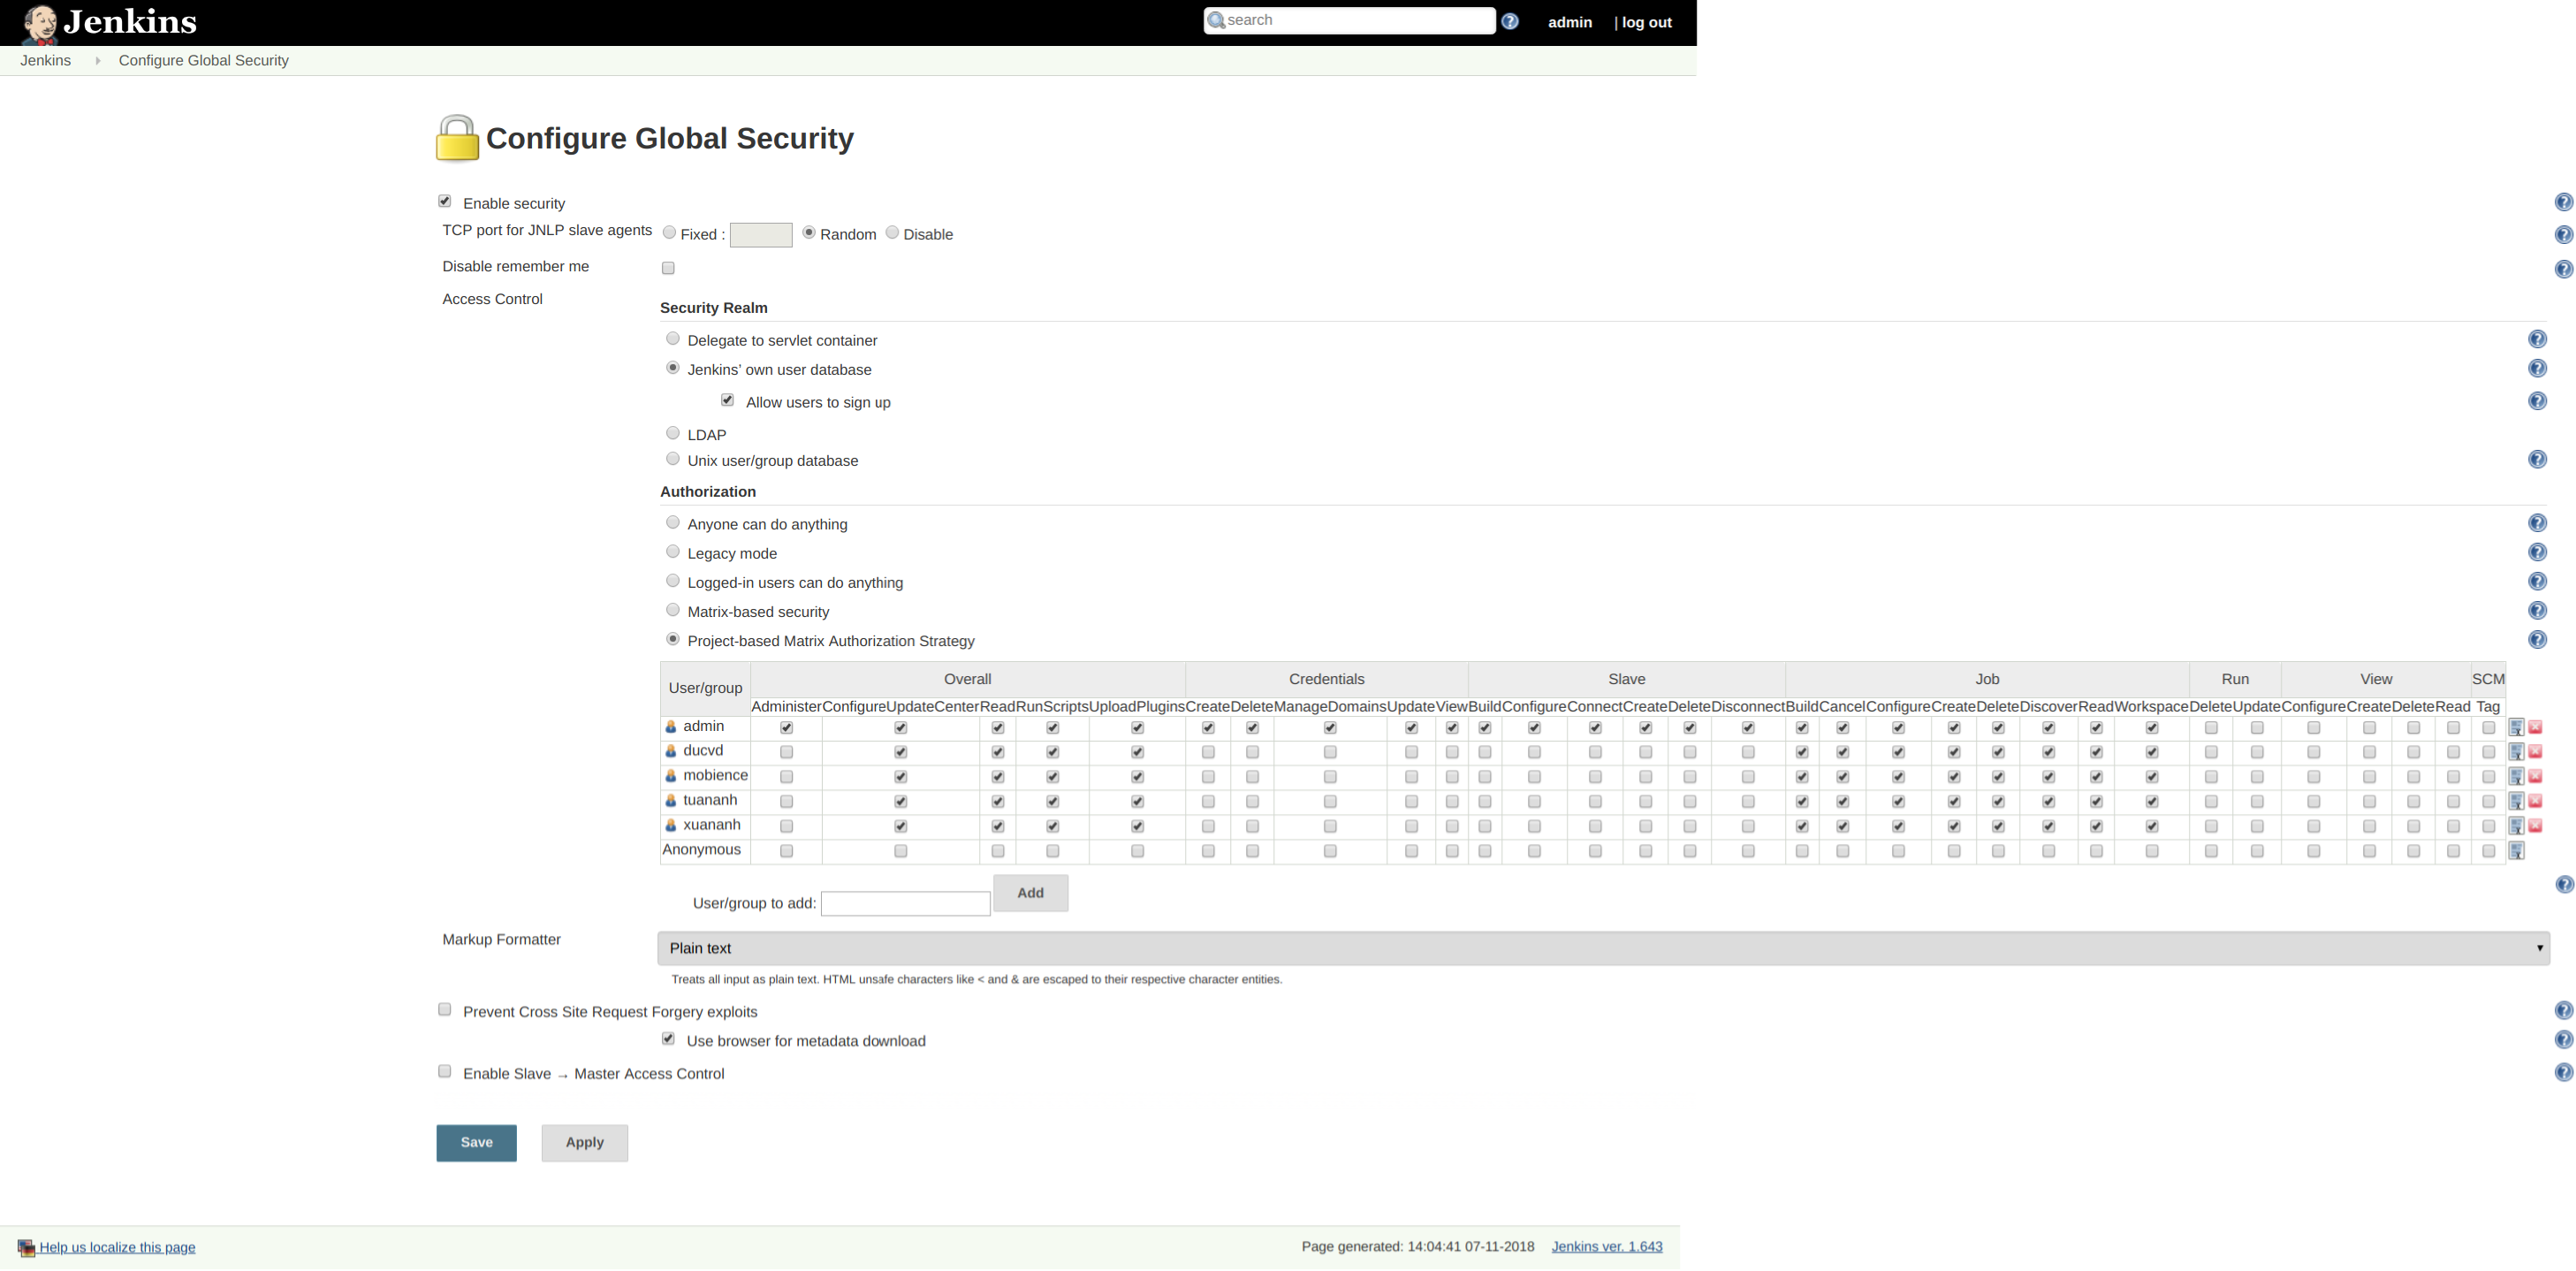 Jenkins
search
admin
| log out
Jenkins
Configure Global Security
Configure Global Security
Enable security
TCP port for JNLP slave agents
Fixed :
Random
Disable
Disable remember me
Access Control
Security Realm
Delegate to servlet container
Jenkins’ own user database
Allow users to sign up
LDAP
Unix user/group database
Authorization
Anyone can do anything
Legacy mode
Logged-in users can do anything
Matrix-based security
Project-based Matrix Authorization Strategy
User/group Overall Credentials Slave Job Run View SCM
Administer ConfigureUpdateCenter Read RunScripts UploadPlugins Create Delete ManageDomains Update View Build Configure Connect Create Delete Disconnect Build Cancel Configure Create Delete Discover Read Workspace Delete Update Configure Create Delete Read Tag
admin
ducvd
mobience
tuananh
xuananh
Anonymous
User/group to add:
Add
Markup Formatter
Plain text
Treats all input as plain text. HTML unsafe characters like < and & are escaped to their respective character entities.
Prevent Cross Site Request Forgery exploits
Use browser for metadata download
Enable Slave → Master Access Control
Save
Apply
Help us localize this page
Page generated: 14:04:41 07-11-2018
Jenkins ver. 1.643